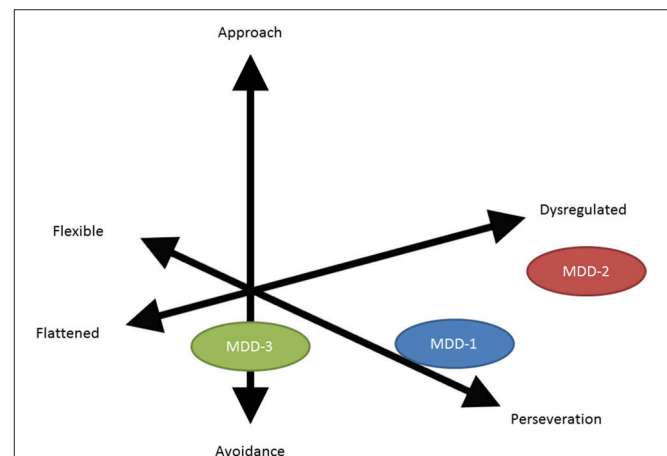 Approach
Dysregulated
Flexible
MDD-2
Flattened
MDD-3
MDD-1
Perseveration
Avoidance